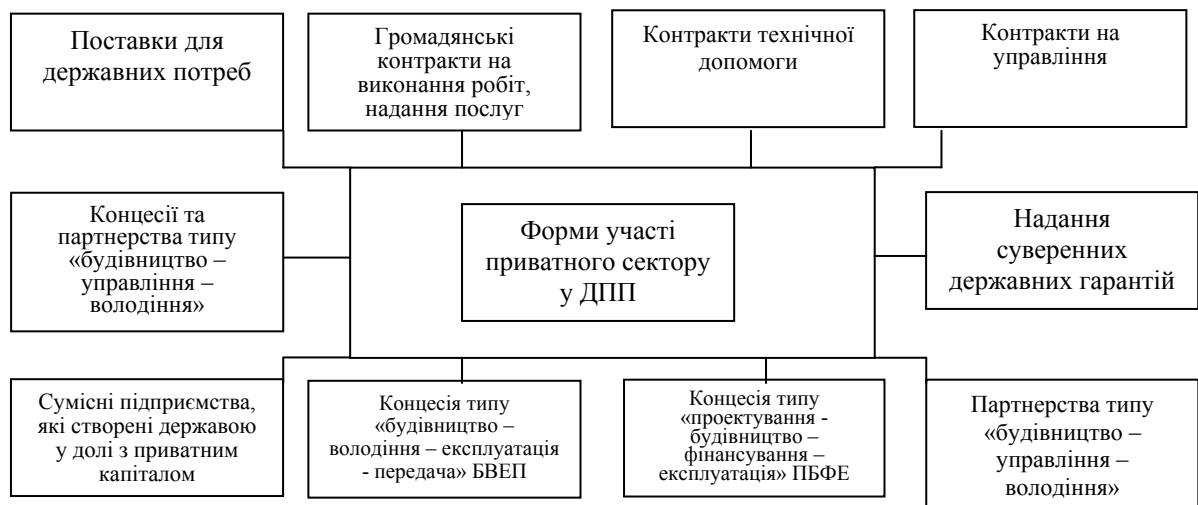 Поставки для
державних потреб
Громадянські
контракти на
виконання робіт,
надання послуг
Контракти технічної
допомоги
Контракти на
управління
Концесії та
партнерства типу
«будівництво –
управління –
володіння»
Форми участі
приватного сектору
у ДПП
Надання
суверенних
державних гарантій
Сумісні підприємства,
які створені державою
у долі з приватним
капіталом
Концесія типу
«будівництво –
володіння – експлуатація
- передача» БВЕП
Концесія типу
«проектування -
будівництво –
фінансування –
експлуатація» ПБФЕ
Партнерства типу
«будівництво –
управління –
володіння»